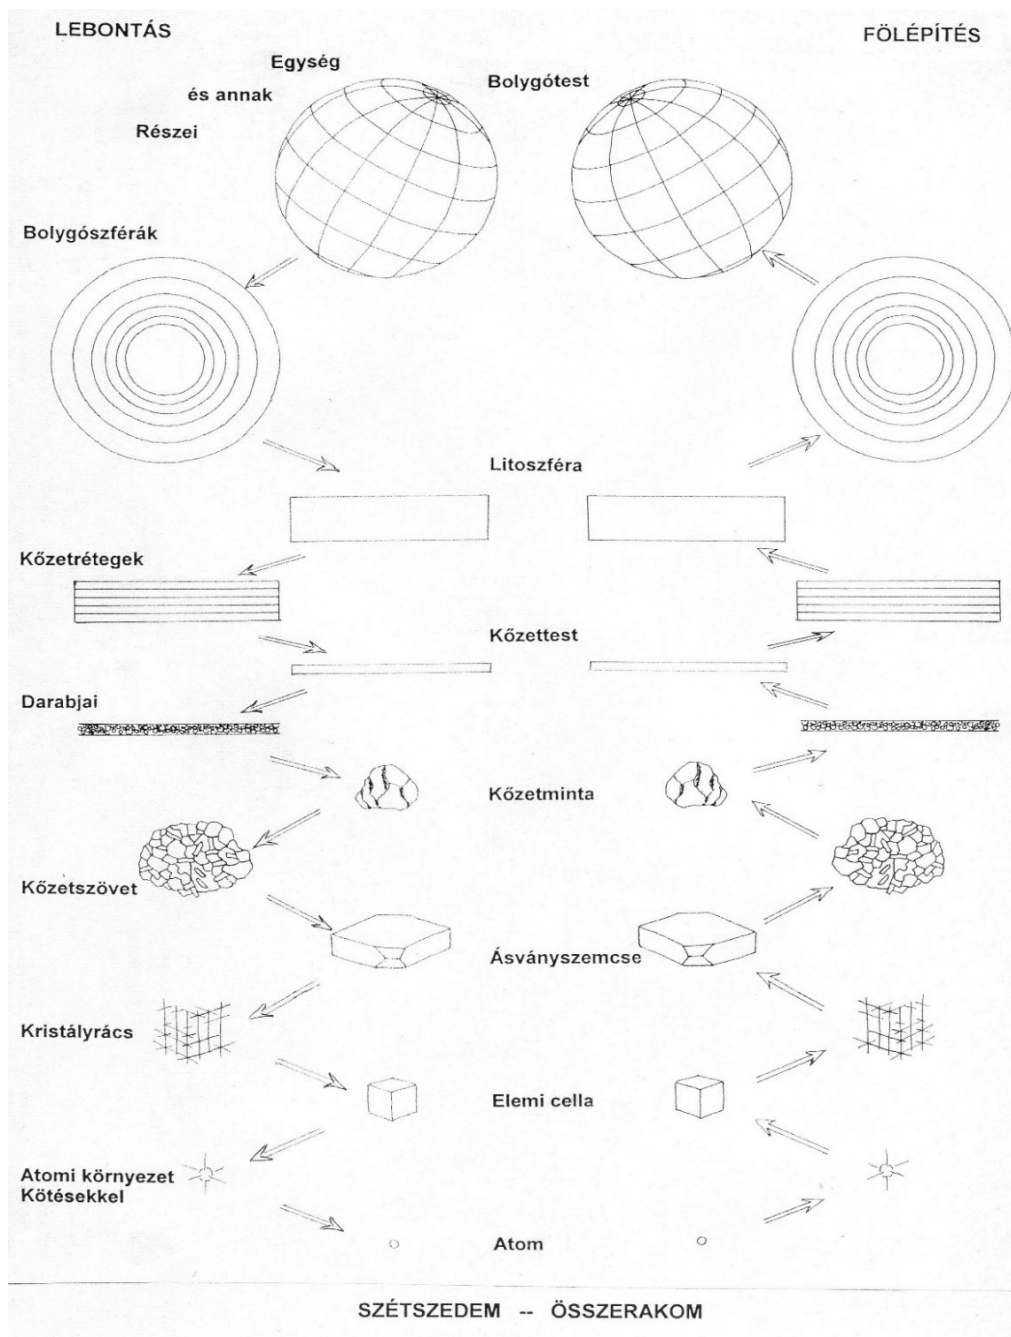 LEBONTÁS
FÖLÉPÍTÉS
Egység
és annak
Részei
Bolygótest
Bolygószférák
Litoszféra
Kőzetrétegek
Kőzettest
Darabjai
Kőzetminta
Kőzetszövet
Ásványszemcse
Kristályrács
Elemi cella
Atomi környezet
Kötésekkel
Atom
SZÉTSZEDEM -- ÖSSZERAKOM